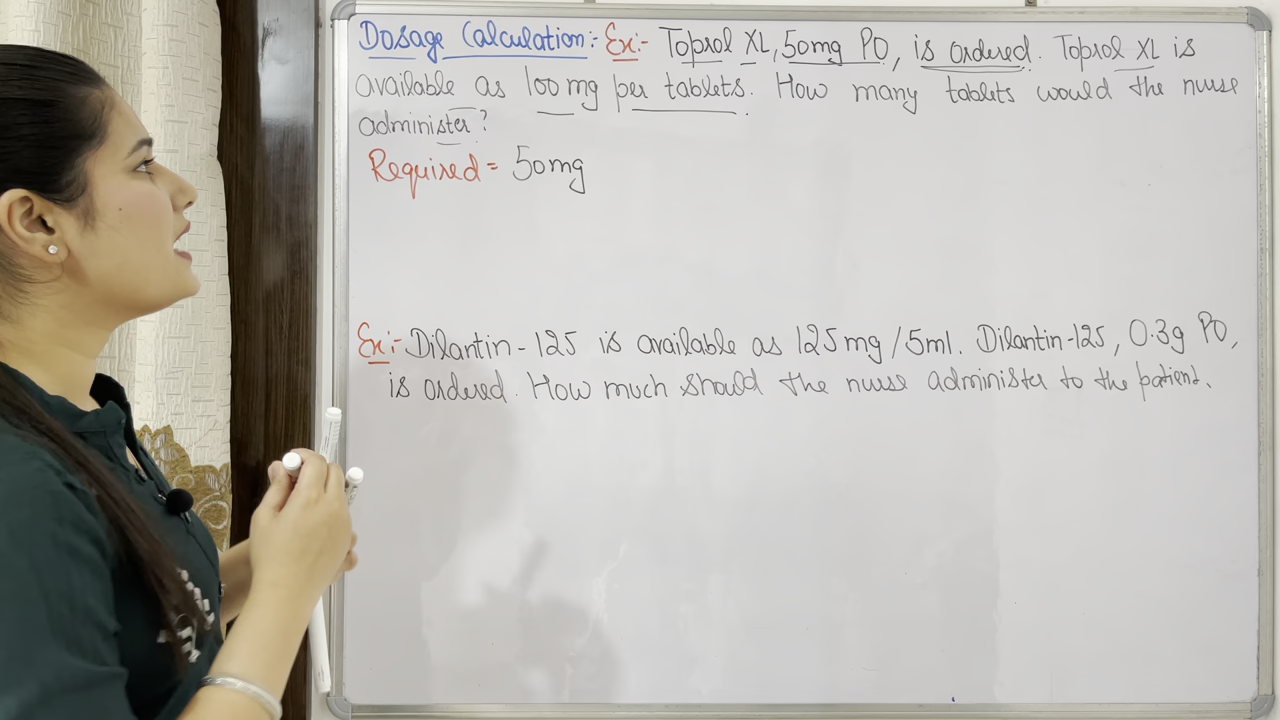 Dosage Calculation:- Ex:- Toprol XL, 50mg PO, is ordered. Toprol XL is
available as 100 mg per tablets. How many tablets would the nurse
administer?
Required = 50mg
Ex:- Dilantin-125 is available as 125mg/5ml. Dilantin-125, 0.3g PO,
is ordered. How much should the nurse administer to the patient.